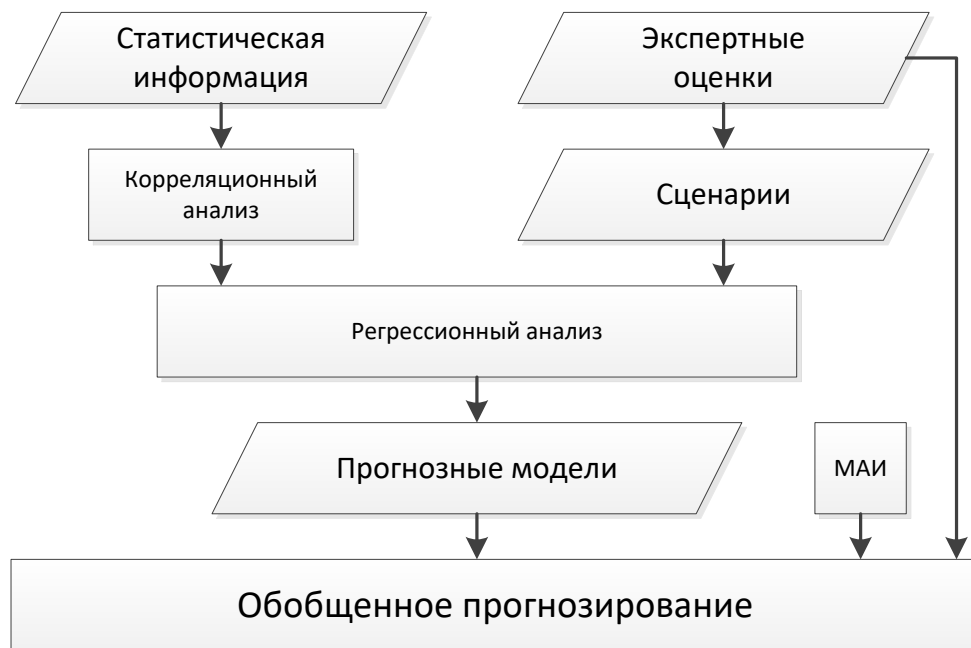 Статистическая
информация
Экспертные
оценки
Корреляционный
анализ
Сценарии
Регрессионный анализ
Прогнозные модели
МАИ
Обобщенное прогнозирование